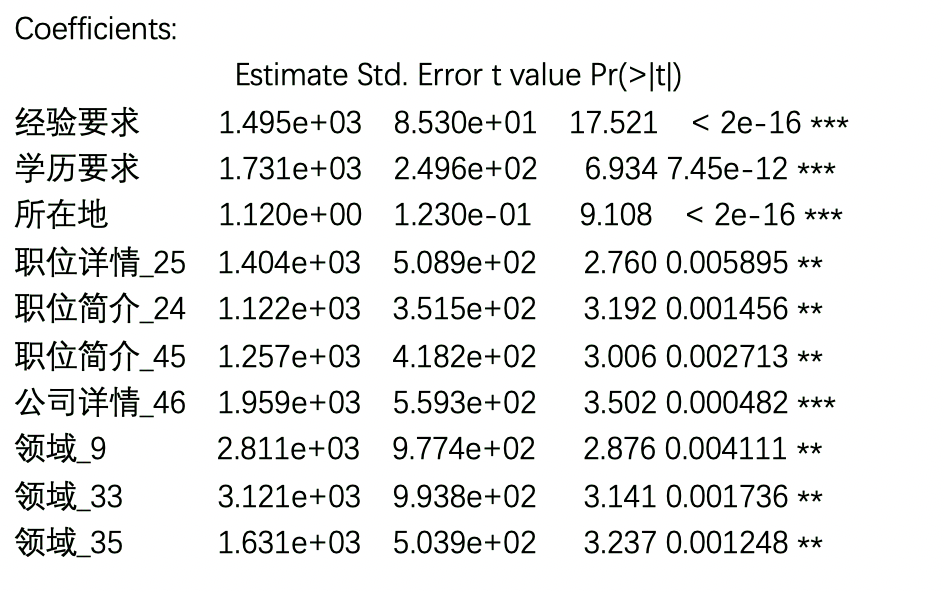 Coefficients:
Estimate Std. Error t value Pr(>|t|)
经验要求 1.495e+03 8.530e+01 17.521 < 2e-16 ***
学历要求 1.731e+03 2.496e+02 6.934 7.45e-12 ***
所在地 1.120e+00 1.230e-01 9.108 < 2e-16 ***
职位详情_25 1.404e+03 5.089e+02 2.760 0.005895 **
职位简介_24 1.122e+03 3.515e+02 3.192 0.001456 **
职位简介_45 1.257e+03 4.182e+02 3.006 0.002713 **
公司详情_46 1.959e+03 5.593e+02 3.502 0.000482 ***
领域_9 2.811e+03 9.774e+02 2.876 0.004111 **
领域_33 3.121e+03 9.938e+02 3.141 0.001736 **
领域_35 1.631e+03 5.039e+02 3.237 0.001248 **